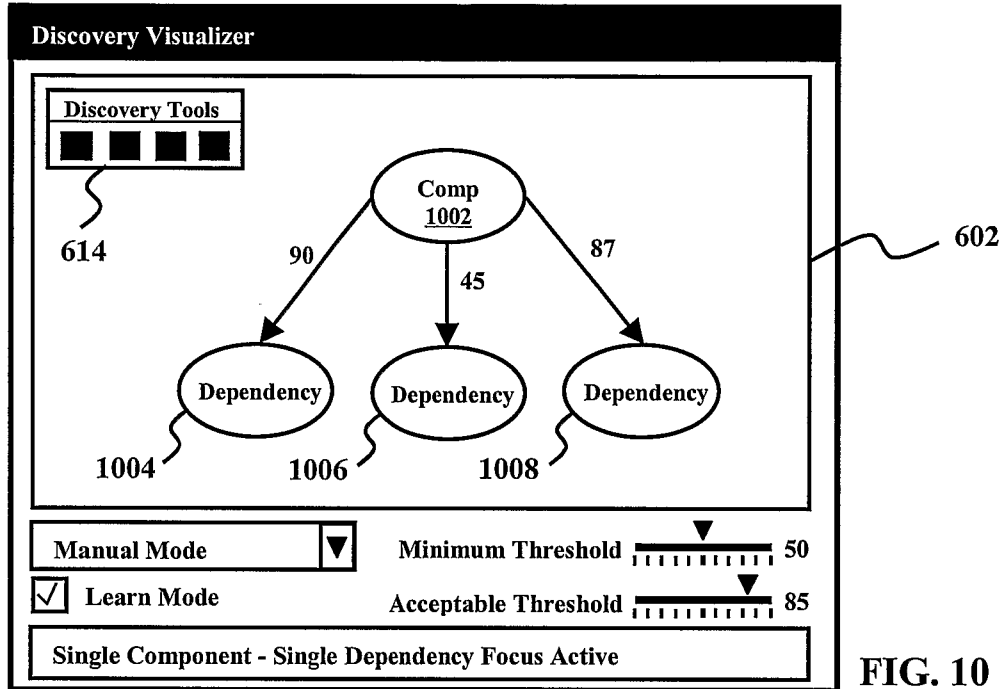 Discovery Visualizer
Discovery Tools
614
Comp
1002
90
45
87
602
Dependency
Dependency
Dependency
1004
1006
1008
Manual Mode
Minimum Threshold 50
Learn Mode
Acceptable Threshold 85
Single Component - Single Dependency Focus Active
FIG. 10